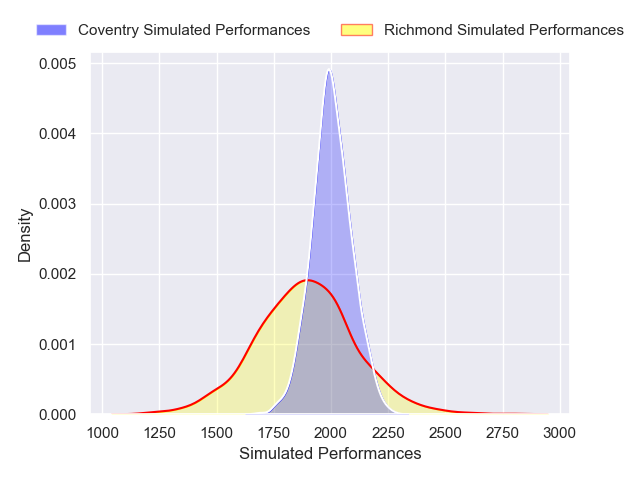 Coventry Simulated Performances Richmond Simulated Performances
0.005
0.004
0.003
0.002
0.001
0.000
Density
1000 1250 1500 1750 2000 2250 2500 2750 3000
Simulated Performances